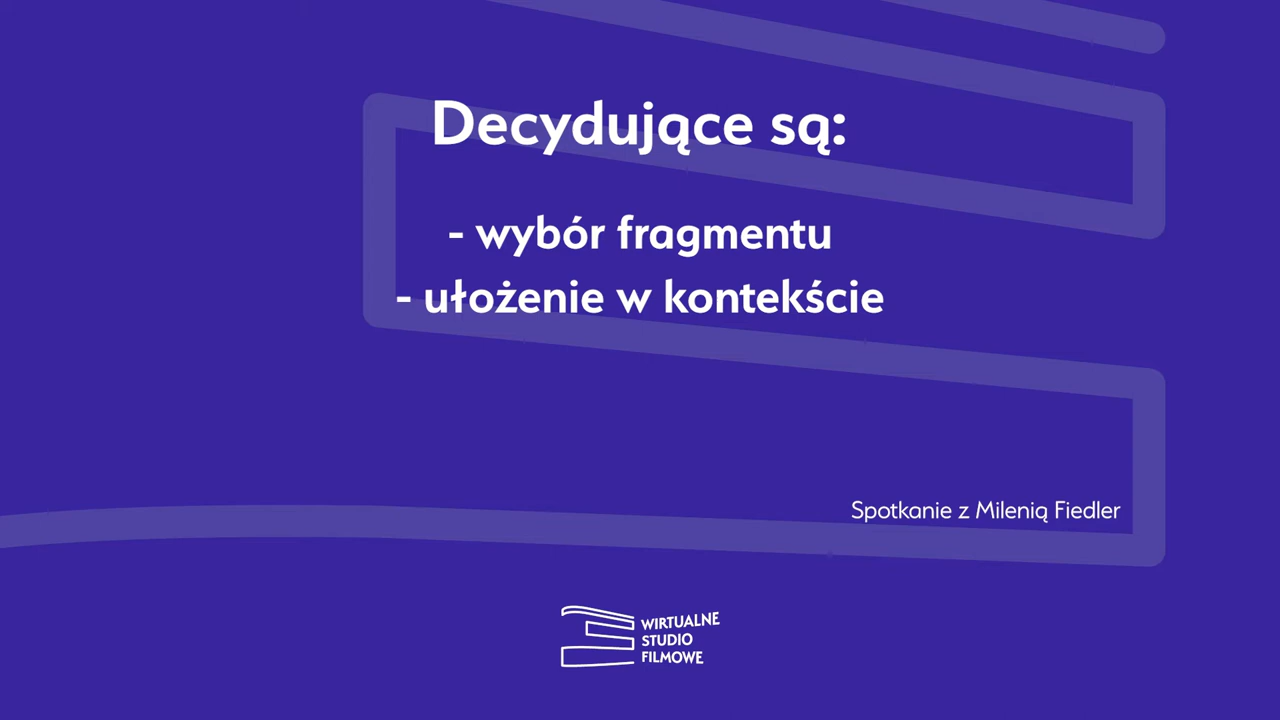 Decydujące są:
- wybór fragmentu
- ułożenie w kontekście
Spotkanie z Milenią Fiedler
WIRTUALNE
STUDIO
FILMOWE